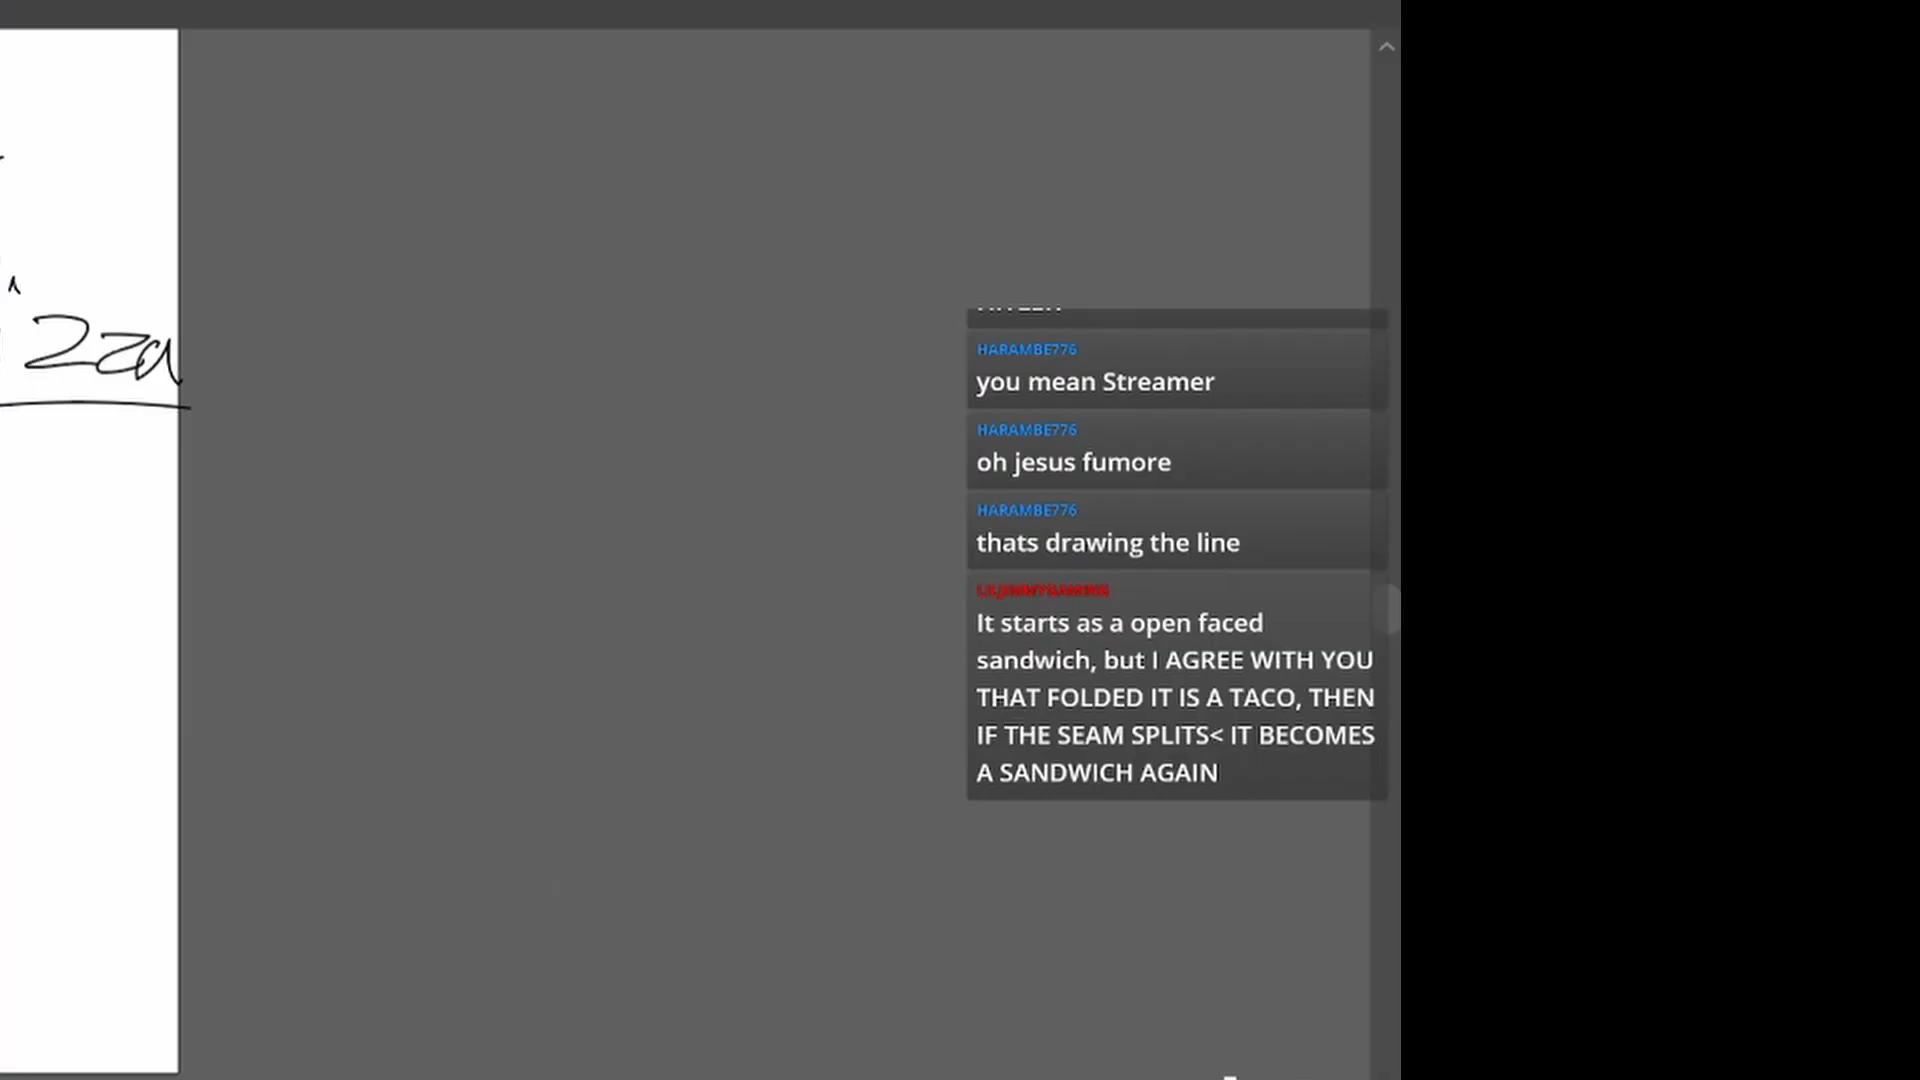 zza
HARAMBE776
you mean Streamer
HARAMBE776
oh jesus fumore
HARAMBE776
thats drawing the line
It starts as a open faced
sandwich, but I AGREE WITH YOU
THAT FOLDED IT IS A TACO, THEN
IF THE SEAM SPLITS< IT BECOMES
A SANDWICH AGAIN